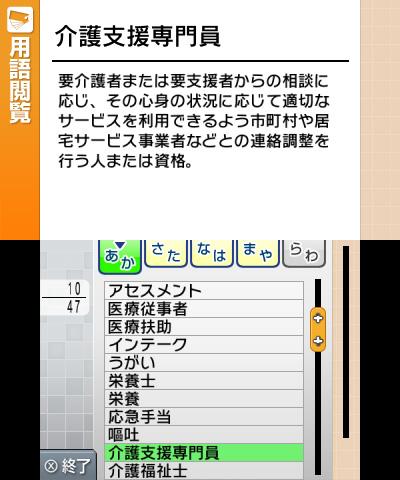 用語閲覧
介護支援専門員
要介護者または要支援者からの相談に
応じ、その心身の状況に応じて適切な
サービスを利用できるよう市町村や居
宅サービス事業者などとの連絡調整を
行う人または資格。
あか さた なは まや らわ
10
47
アセスメント
医療従事者
医療扶助
インテーク
うがい
栄養士
栄養
応急手当
嘔吐
介護支援専門員
介護福祉士
Ⓧ終了